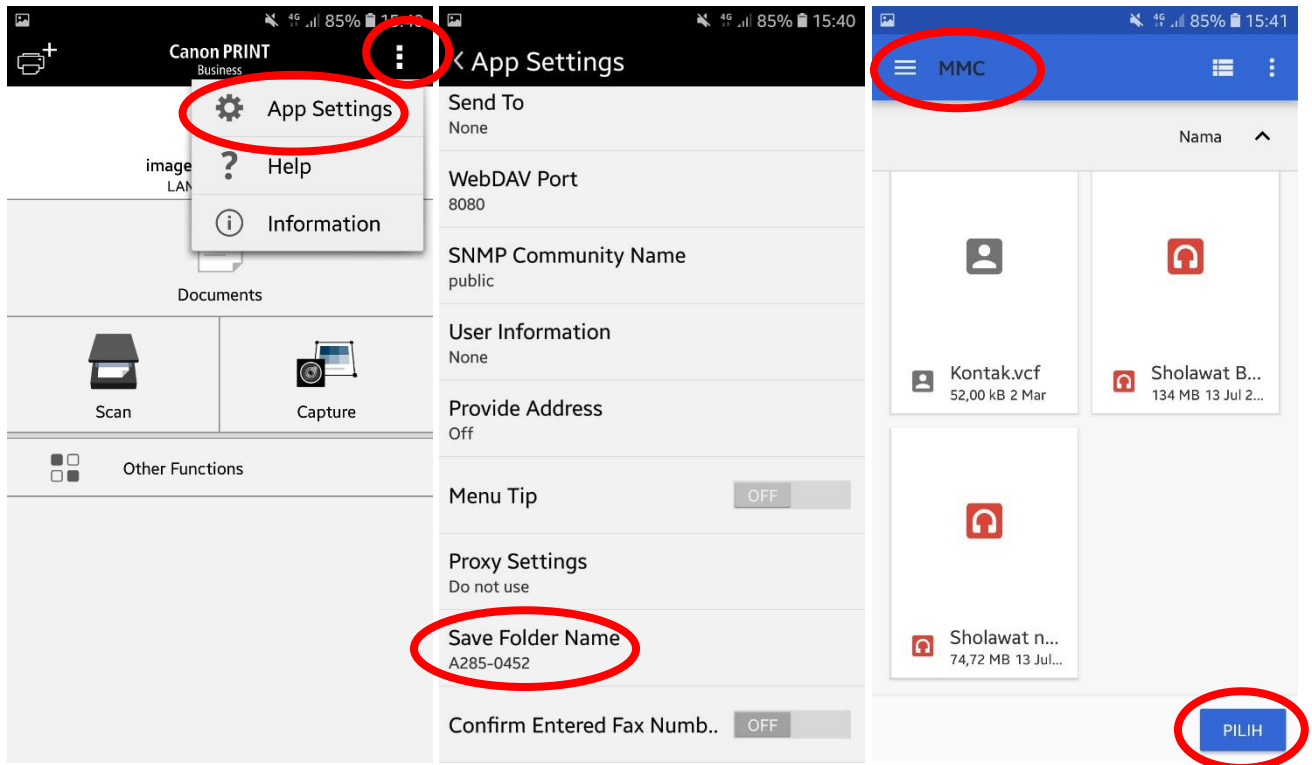 4G 85% 15:40
Canon PRINT
Business
App Settings
image
Help
LAN
Information
Documents
Scan Capture
Other Functions
4G 85% 15:40
< App Settings
Send To
None
WebDAV Port
8080
SNMP Community Name
public
User Information
None
Provide Address
Off
Menu Tip OFF
Proxy Settings
Do not use
Save Folder Name
A285-0452
Confirm Entered Fax Numb.. OFF
4G 85% 15:41
MMC
Nama
Kontak.vcf
52,00 kB 2 Mar
Sholawat B...
134 MB 13 Jul 2...
Sholawat n...
74,72 MB 13 Jul...
PILIH